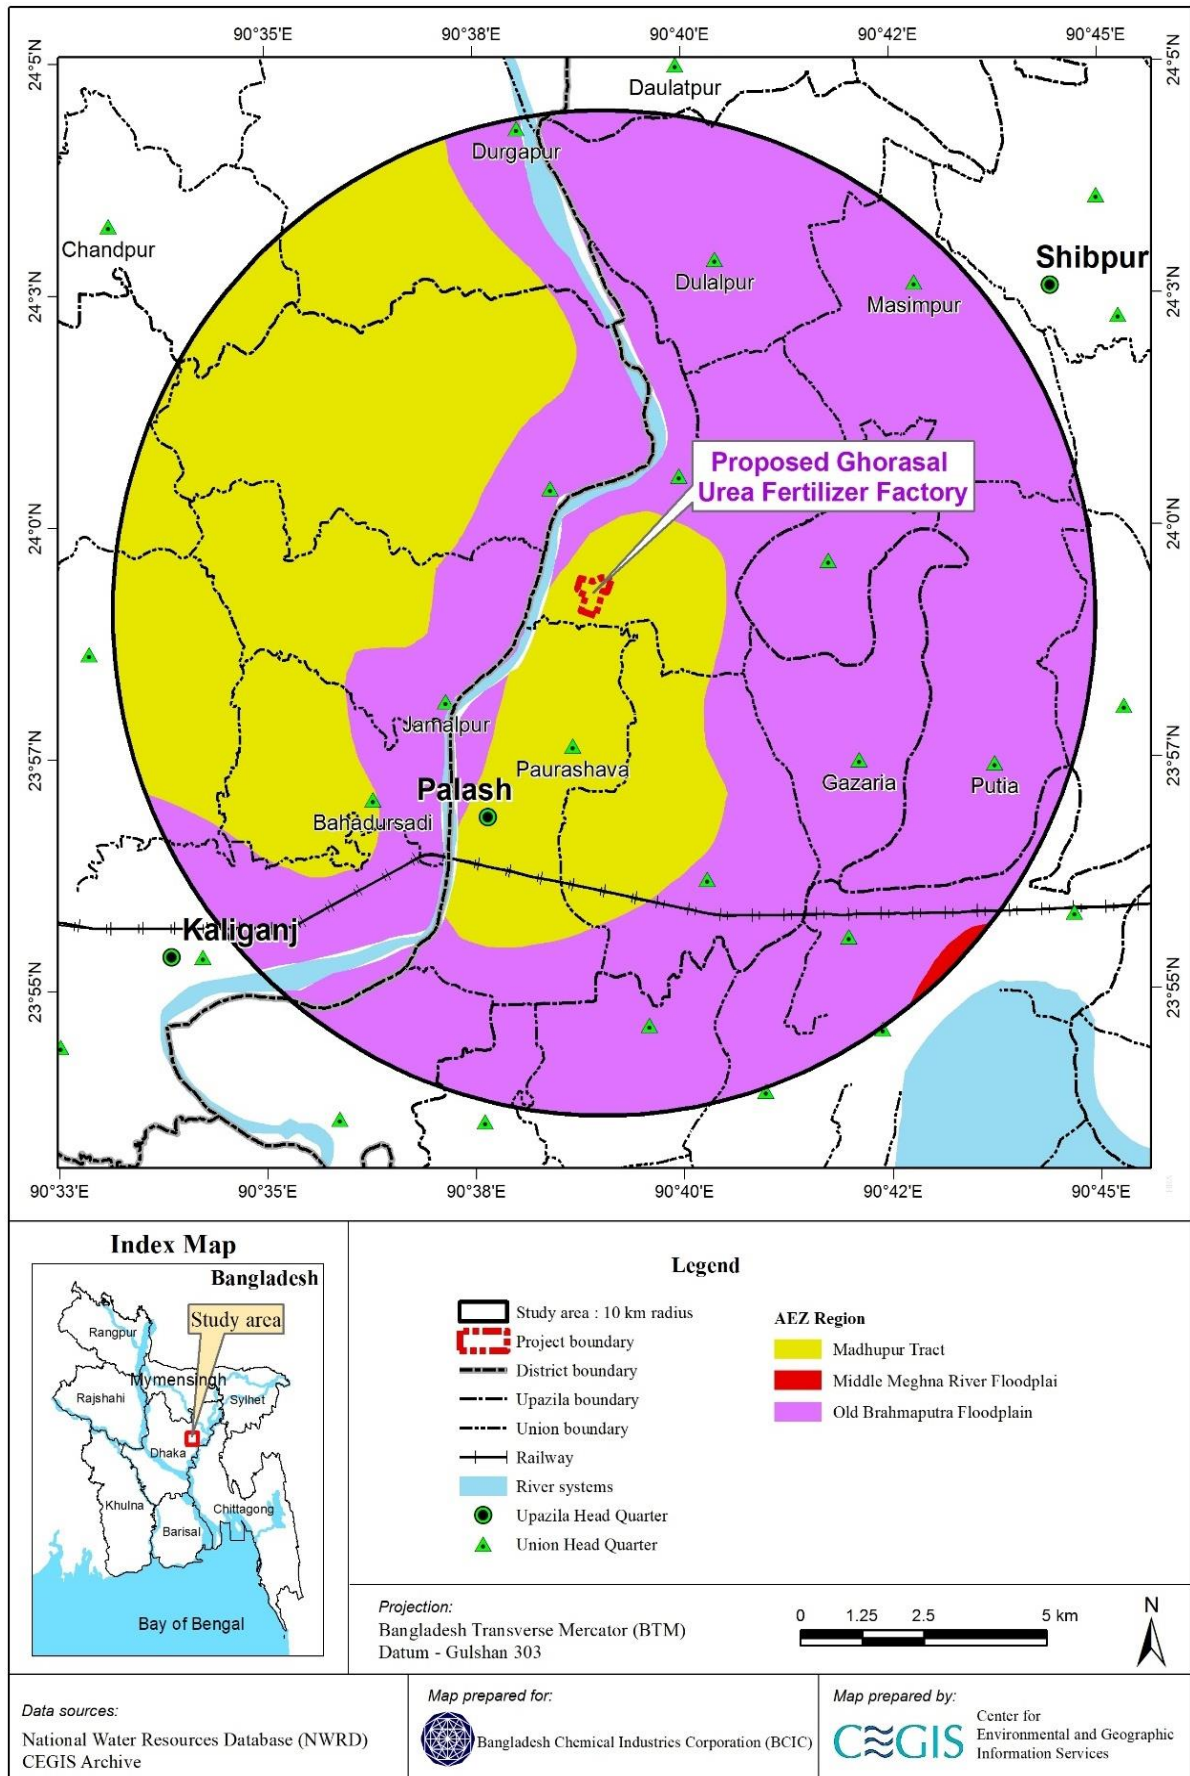 90°35'E 90°38'E 90°40'E 90°42'E 90°45'E
24°5'N 24°5'N
Daulatpur
Durgapur
Chandpur
Shibpur
Dulalpur
Masimpur
24°3'N 24°3'N
Proposed Ghorasal
Urea Fertilizer Factory
24°0'N 24°0'N
Jamalpur
Paurashava
23°57'N 23°57'N
Gazaria
Putia
Palash
Bahadursadi
Kaliganj
23°55'N 23°55'N
90°33'E 90°35'E 90°38'E 90°40'E 90°42'E 90°45'E
Index Map
Bangladesh
Study area
Rangpur
Mymensingh
Rajshahi
Sylhet
Dhaka
Khulna
Chittagong
Barisal
Bay of Bengal
Legend
Study area : 10 km radius
Project boundary
District boundary
Upazila boundary
Union boundary
Railway
River systems
Upazila Head Quarter
Union Head Quarter
AEZ Region
Madhupur Tract
Middle Meghna River Floodplai
Old Brahmaputra Floodplain
Projection:
Bangladesh Transverse Mercator (BTM)
Datum - Gulshan 303
0 1.25 2.5 5 km
N
Data sources:
National Water Resources Database (NWRD)
CEGIS Archive
Map prepared for:
Bangladesh Chemical Industrics Corporation (BCIC)
Map prepared by:
CEGIS
Center for
Environmental and Geographic
Information Services